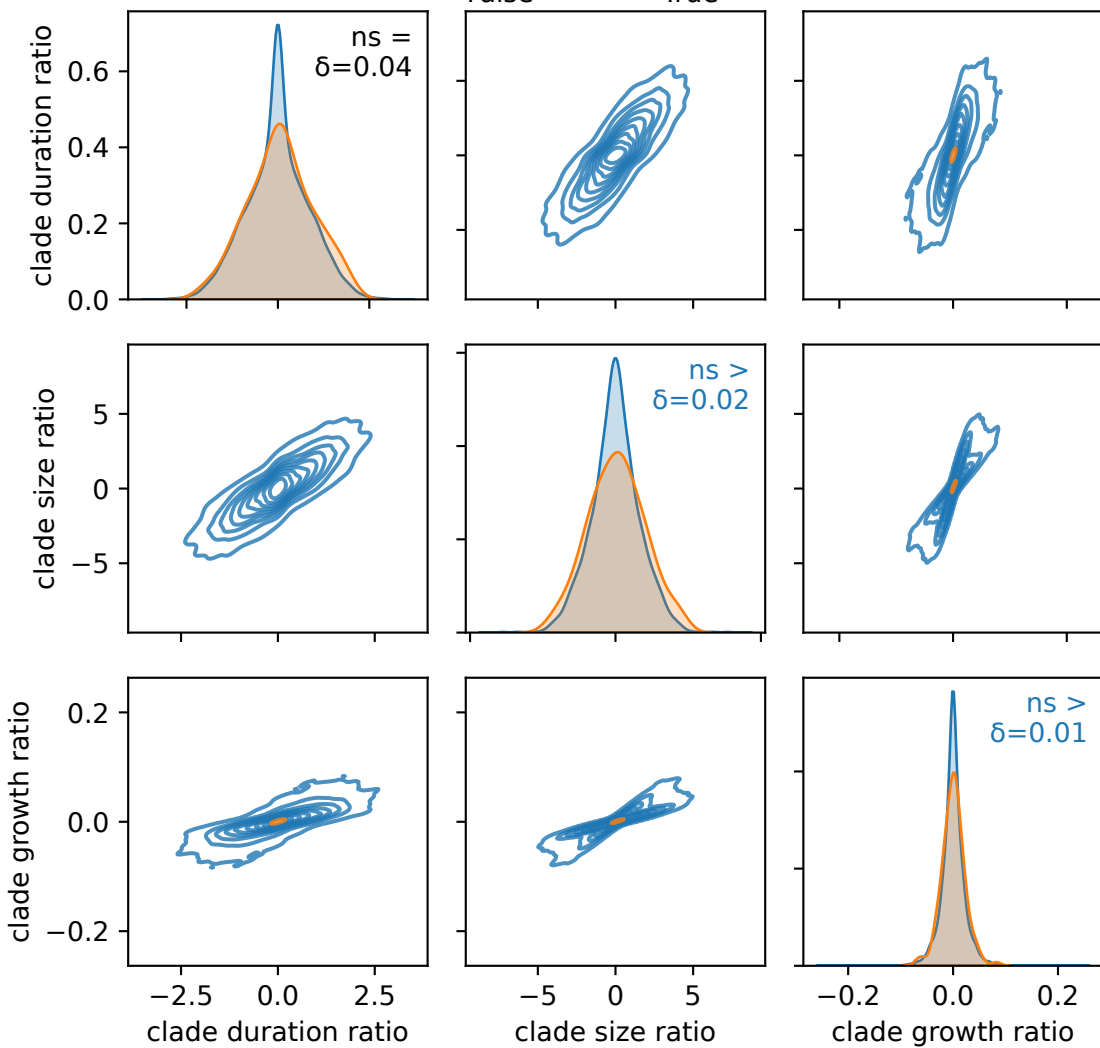 clade duration ratio
0.6
0.4
0.2
0.0
ns =
δ=0.04
clade size ratio
5
0
−5
ns >
δ=0.02
clade growth ratio
0.2
0.0
−0.2
ns >
δ=0.01
−2.5 0.0 2.5
−5 0 5
−0.2 0.0 0.2
clade duration ratio
clade size ratio
clade growth ratio